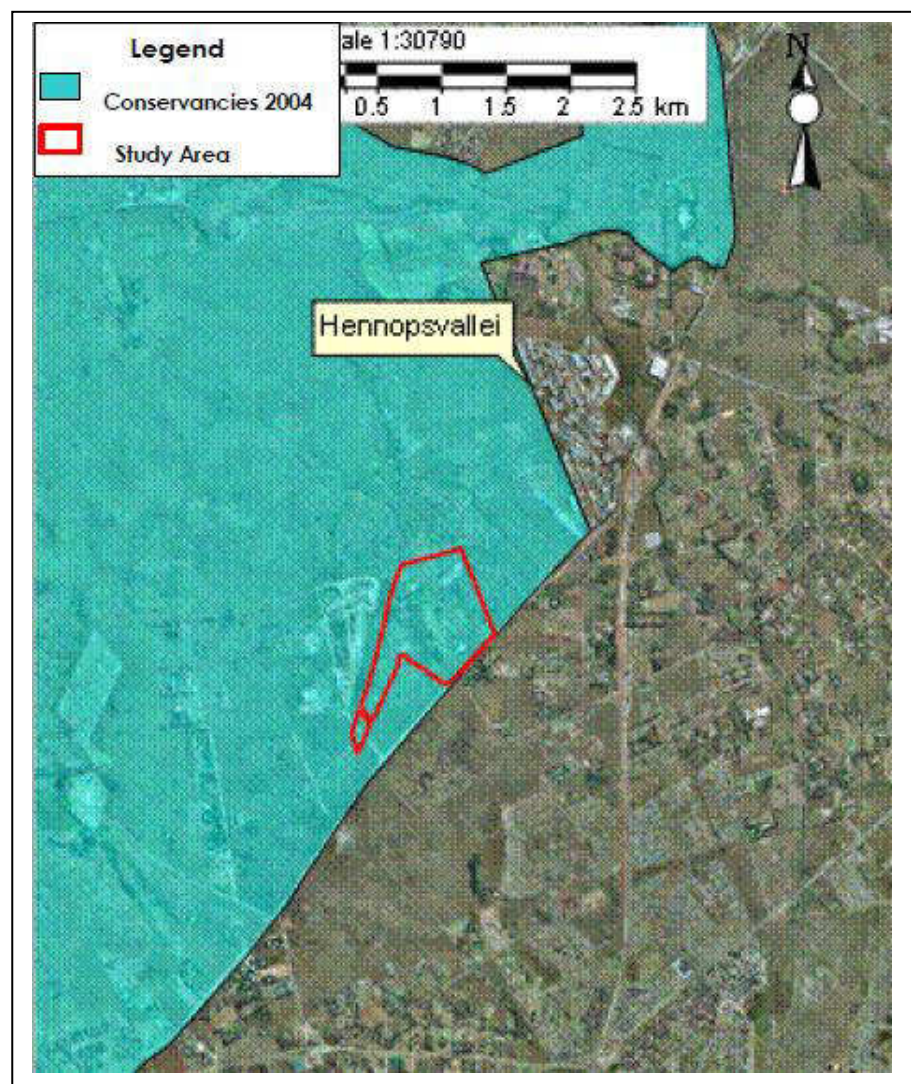 Legend
Conservancies 2004
Study Area
ale 1:30790
0.5 1 1.5 2 2.5 km
N
Hennopsvallei